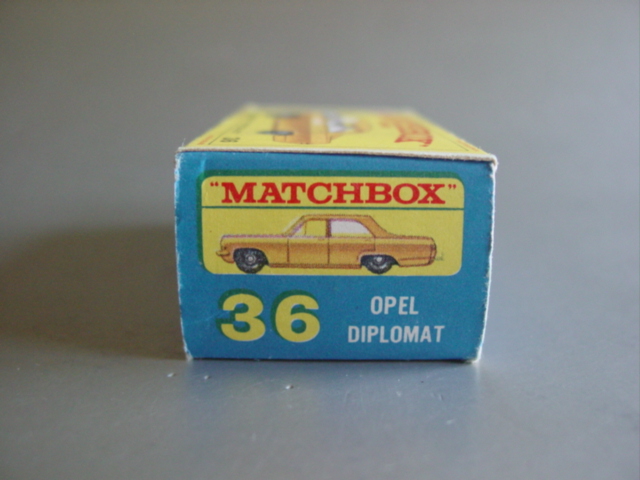 "MATCHBOX"
36
OPEL
DIPLOMAT